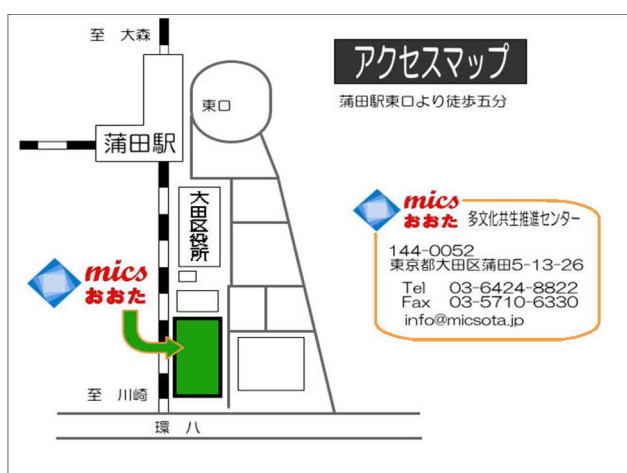 至 大森
アクセスマップ
蒲田駅東口より徒歩五分
東口
蒲田駅
大田区役所
mics
おおた
多文化共生推進センター
144-0052
東京都大田区蒲田5-13-26
Tel 03-6424-8822
Fax 03-5710-6330
info@micsota.jp
mics
おおた
至 川崎
環 八